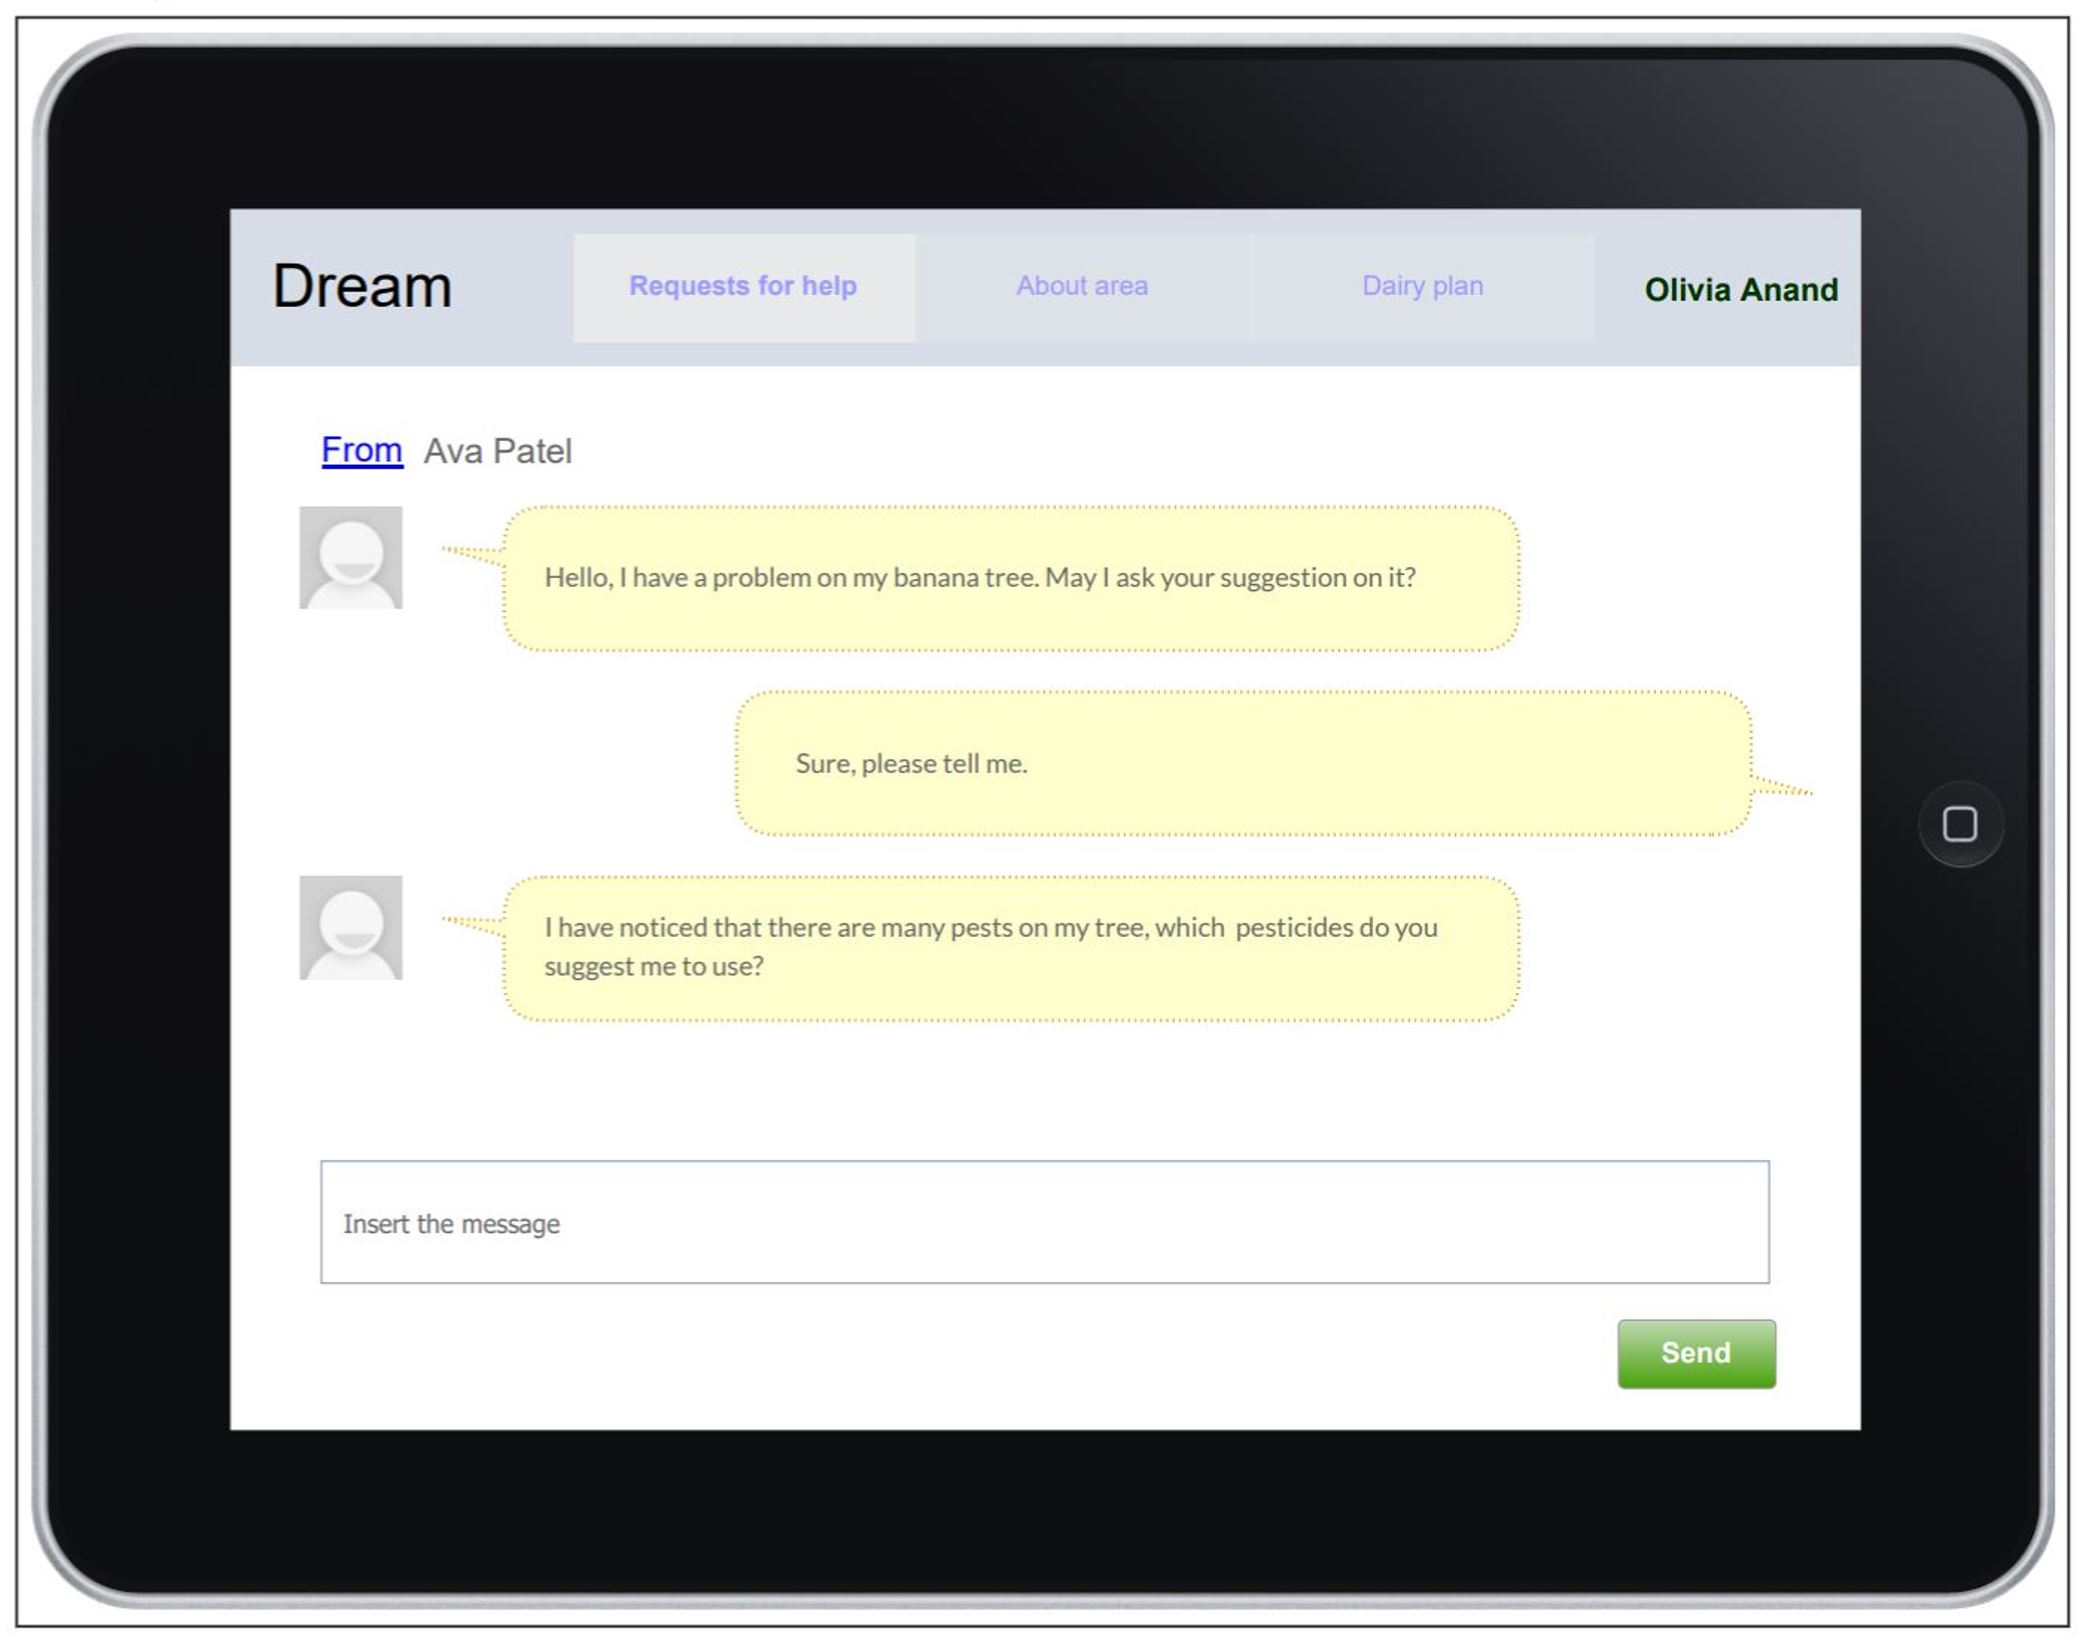 Dream
Requests for help
About area
Dairy plan
Olivia Anand
From Ava Patel
Hello, I have a problem on my banana tree. May I ask your suggestion on it?
Sure, please tell me.
I have noticed that there are many pests on my tree, which pesticides do you
suggest me to use?
Insert the message
Send